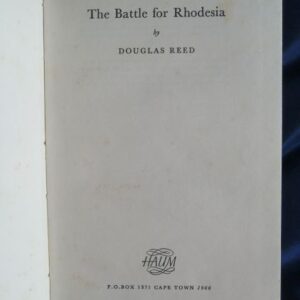 The Battle for Rhodesia
by
DOUGLAS REED
HAUM
P.O.BOX 1371 CAPE TOWN 1966